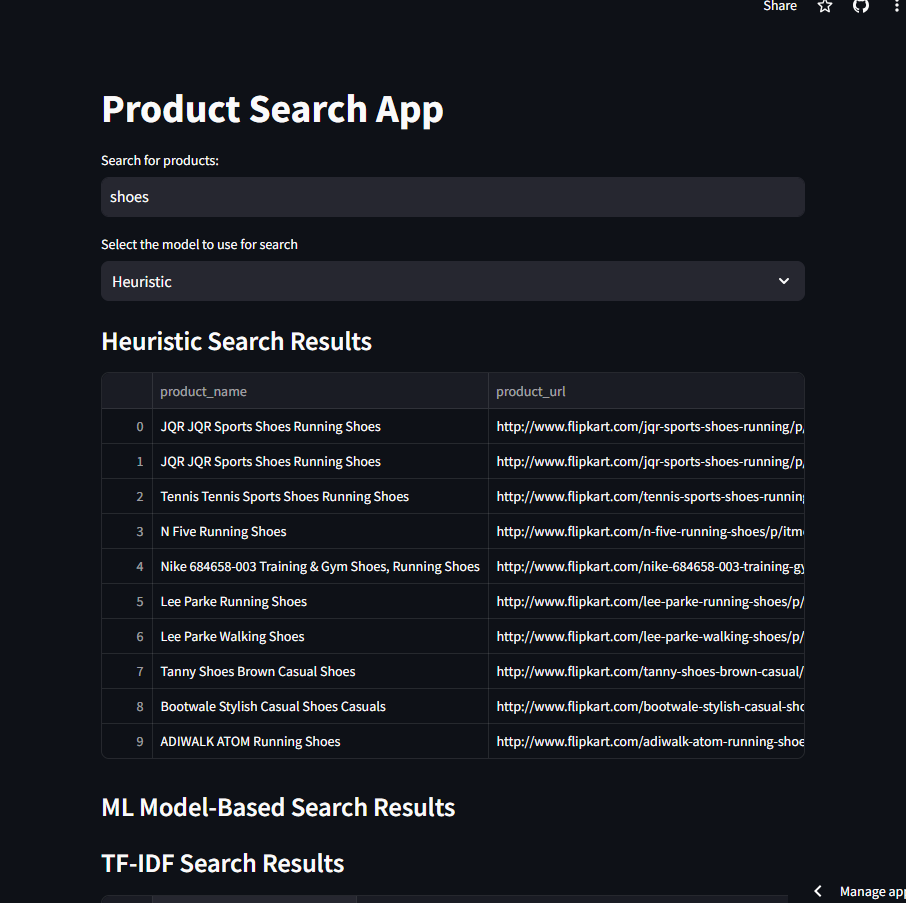 Share
Product Search App
Search for products:
shoes
Select the model to use for search
Heuristic
Heuristic Search Results
product_name product_url
0 JQR JQR Sports Shoes Running Shoes http://www.flipkart.com/jqr-sports-shoes-running/p/
1 JQR JQR Sports Shoes Running Shoes http://www.flipkart.com/jqr-sports-shoes-running/p/
2 Tennis Tennis Sports Shoes Running Shoes http://www.flipkart.com/tennis-sports-shoes-running
3 N Five Running Shoes http://www.flipkart.com/n-five-running-shoes/p/itm
4 Nike 684658-003 Training & Gym Shoes, Running Shoes http://www.flipkart.com/nike-684658-003-training-gy
5 Lee Parke Running Shoes http://www.flipkart.com/lee-parke-running-shoes/p/
6 Lee Parke Walking Shoes http://www.flipkart.com/lee-parke-walking-shoes/p/
7 Tanny Shoes Brown Casual Shoes http://www.flipkart.com/tanny-shoes-brown-casual/
8 Bootwale Stylish Casual Shoes Casuals http://www.flipkart.com/bootwale-stylish-casual-sho
9 ADIWALK ATOM Running Shoes http://www.flipkart.com/adiwalk-atom-running-shoe
ML Model-Based Search Results
TF-IDF Search Results
Manage app